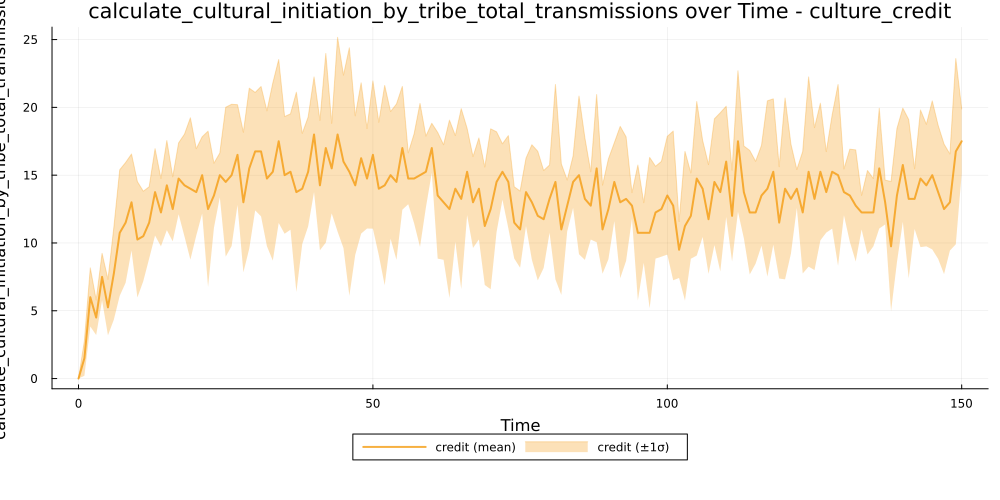 calculate_cultural_initiation_by_tribe_total_transmissions over Time - culture_credit
calculate_cultural_initiation_by_tribe_total_transmissio
25
20
15
10
5
0
0 50 100 150
Time
credit (mean) credit (±1σ)